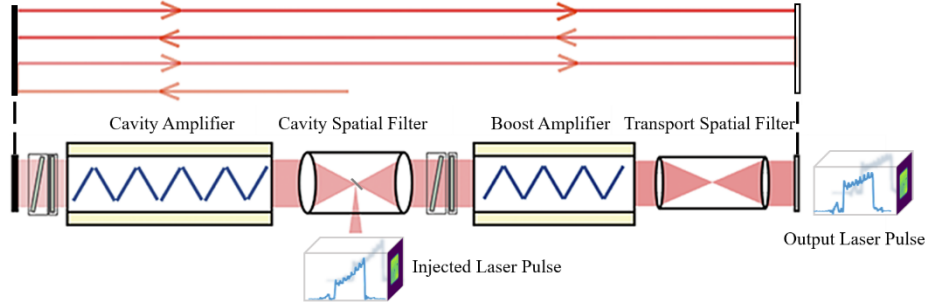 Cavity Amplifier
Cavity Spatial Filter
Boost Amplifier
Transport Spatial Filter
Injected Laser Pulse
Output Laser Pulse